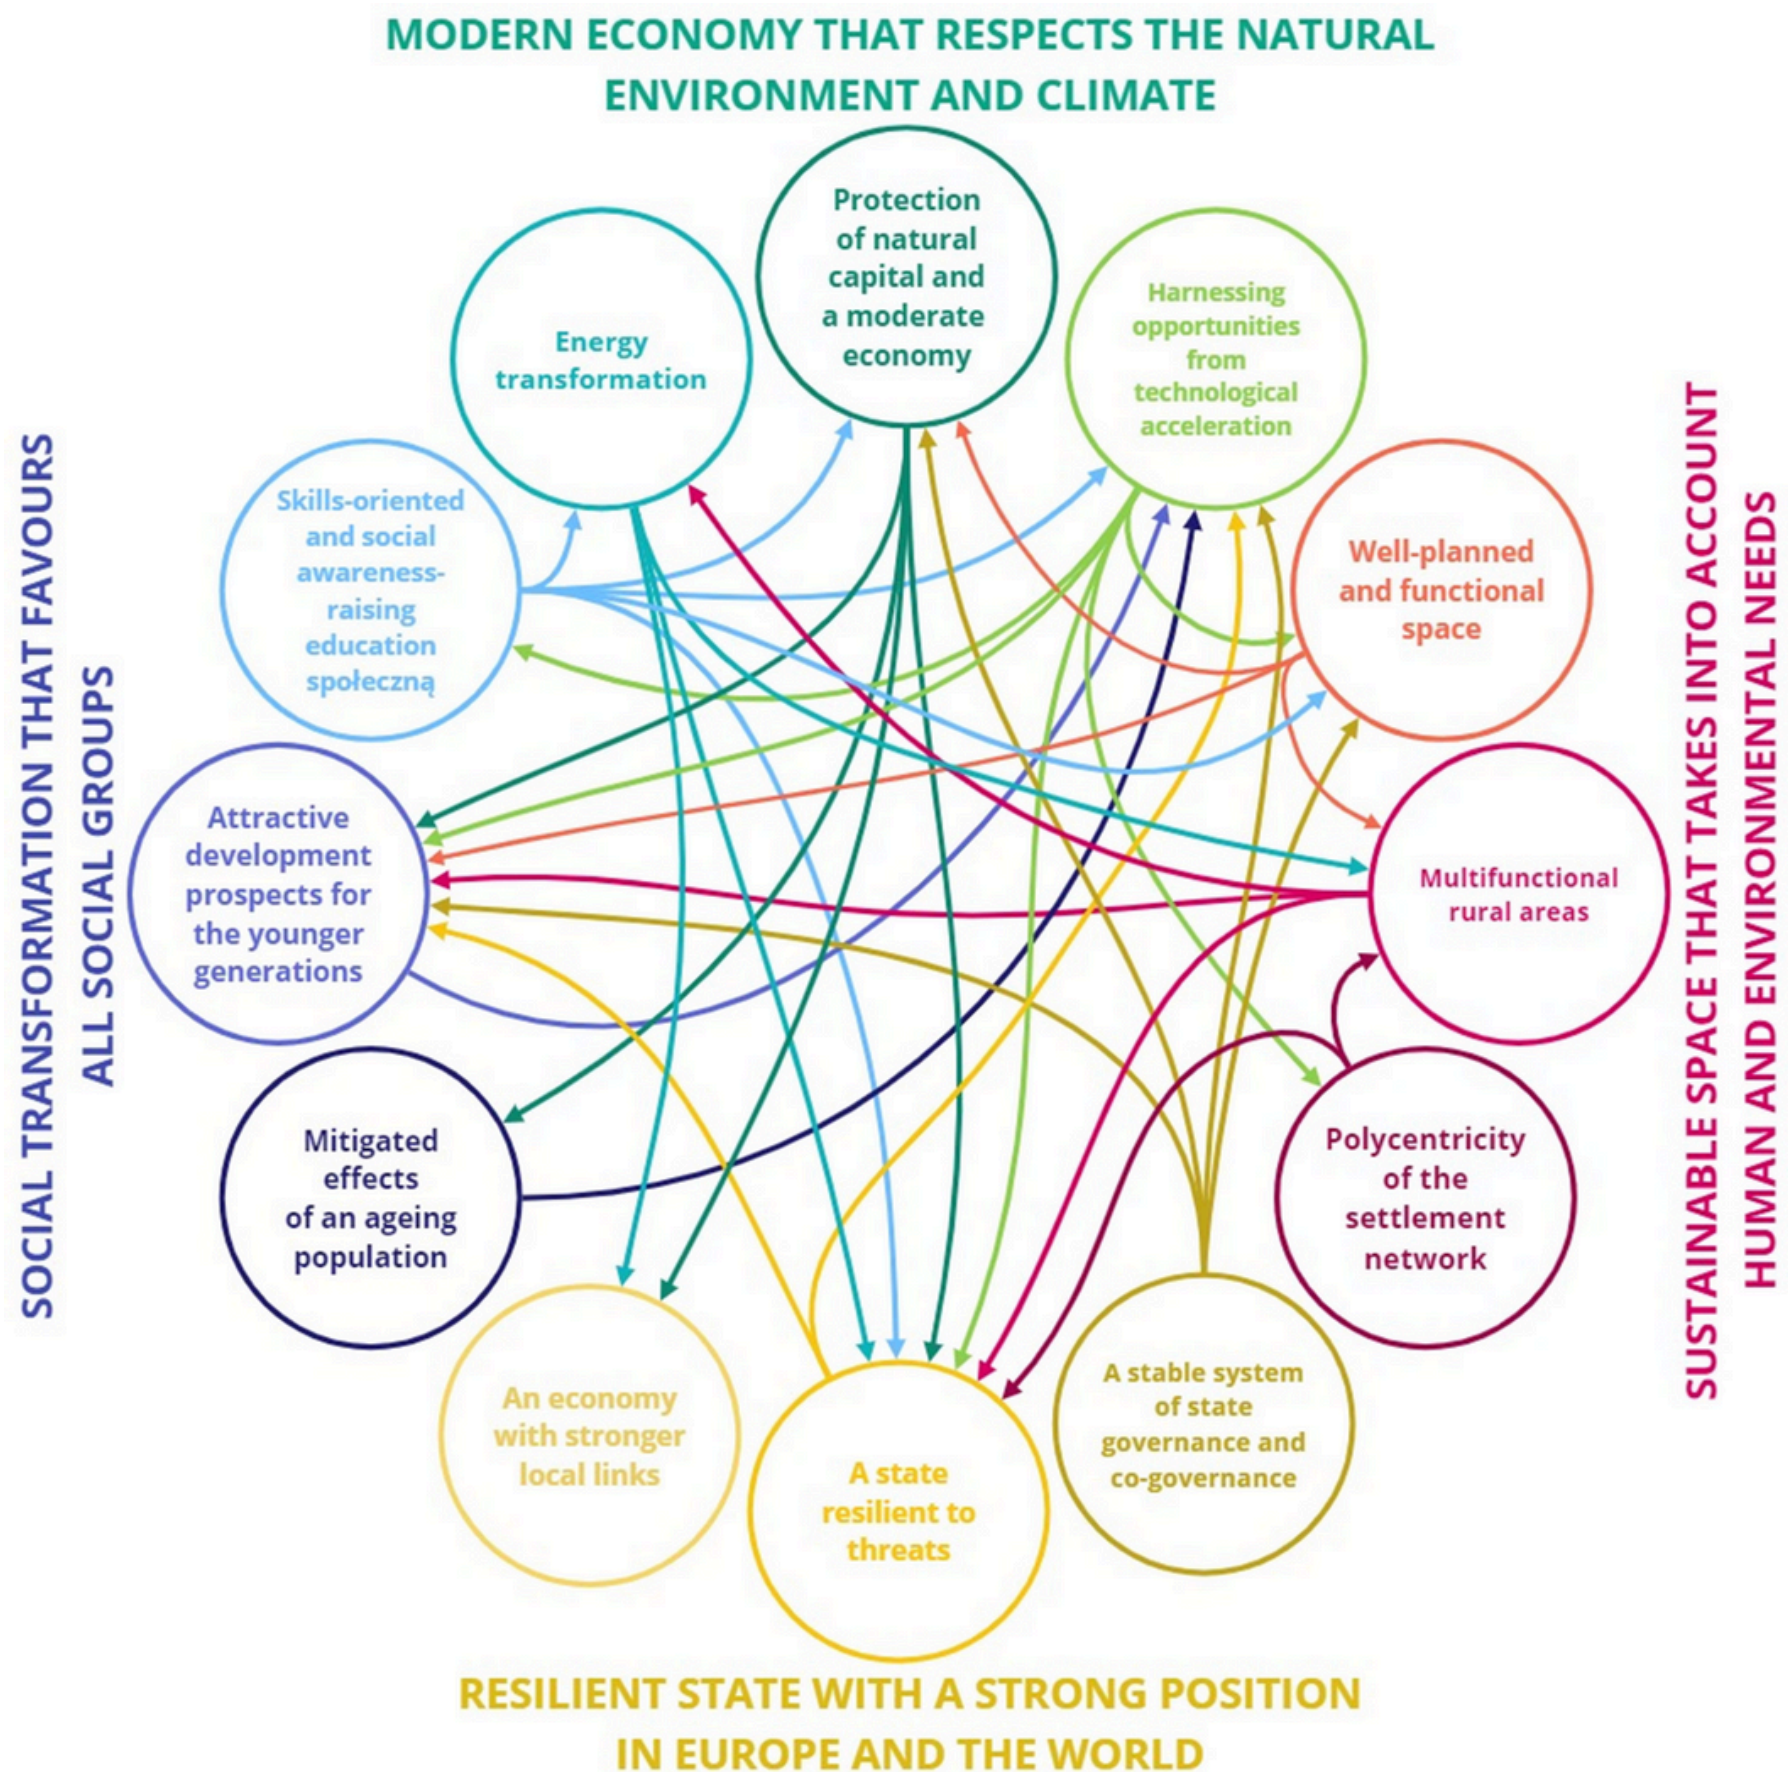 MODERN ECONOMY THAT RESPECTS THE NATURAL
ENVIRONMENT AND CLIMATE
Protection
of natural
capital and
a moderate
economy
Energy
transformation
Harnessing
opportunities
from
technological
acceleration
Skills-oriented
and social
awareness-
raising
education
społeczną
Well-planned
and functional
space
SOCIAL TRANSFORMATION THAT FAVOURS
ALL SOCIAL GROUPS
SUSTAINABLE SPACE THAT TAKES INTO ACCOUNT
HUMAN AND ENVIRONMENTAL NEEDS
Attractive
development
prospects for
the younger
generations
Multifunctional
rural areas
Mitigated
effects
of an ageing
population
Polycentricity
of the
settlement
network
An economy
with stronger
local links
A state
resilient to
threats
A stable system
of state
governance and
co-governance
RESILIENT STATE WITH A STRONG POSITION
IN EUROPE AND THE WORLD